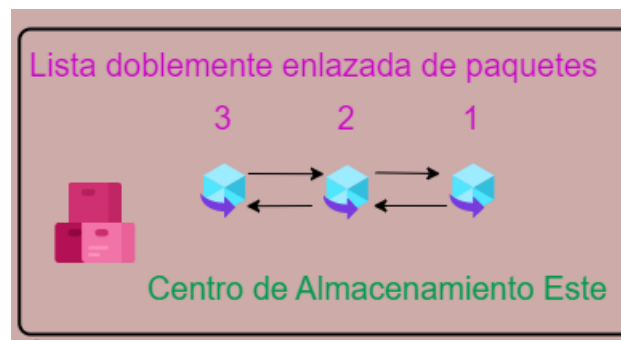 Lista doblemente enlazada de paquetes
3 2 1
Centro de Almacenamiento Este